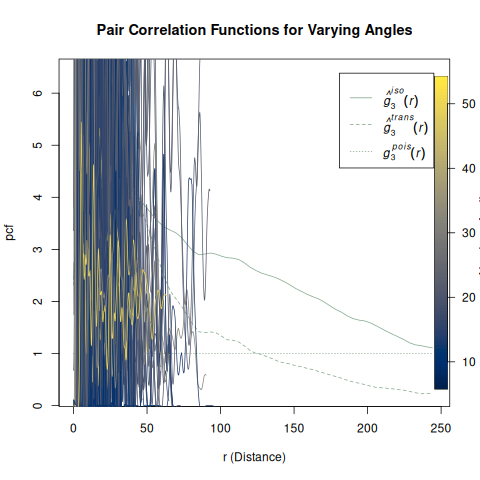 Pair Correlation Functions for Varying Angles
pcf
6
5
4
3
2
1
0
ĝ₃ⁱˢᵒ(r)
ĝ₃ᵗʳᵃⁿˢ(r)
g₃ᵖᵒⁱˢ(r)
50
40
30
20
10
0 50 100 150 200 250
r (Distance)